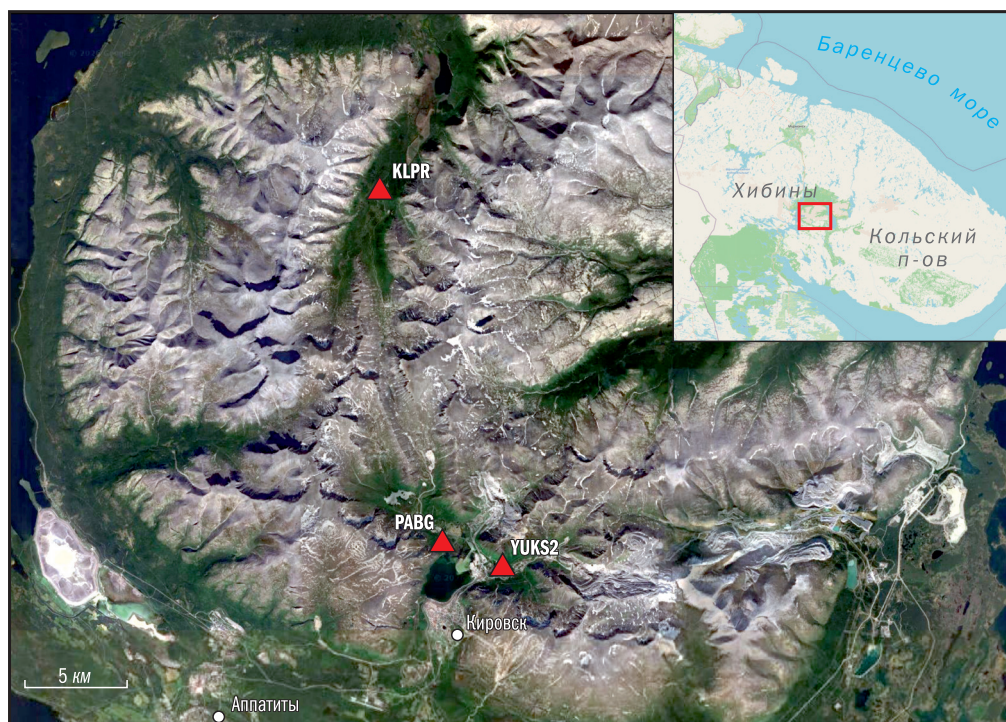 Баренцево море
Хибины
Кольский
п-ов
KLPR
PABG
YUKS2
Кировск
5 км
Аппатиты